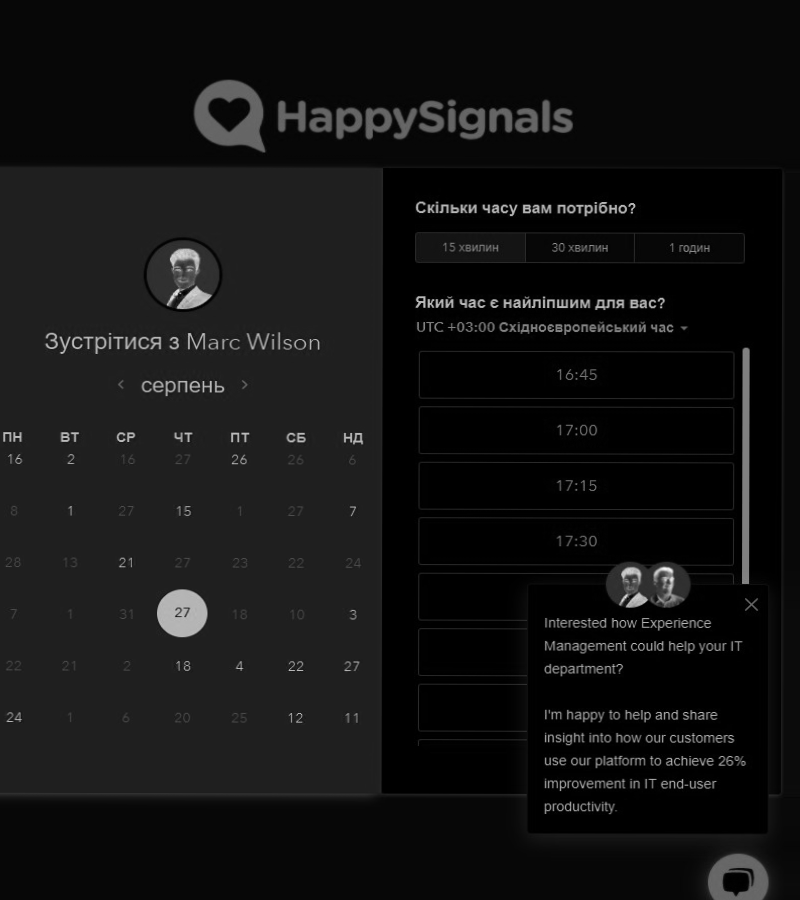 HappySignals
Зустрітися з Marc Wilson
серпень
ПН ВТ СР ЧТ ПТ СБ НД
16 2 16 27 26 26 6
8 1 27 15 1 27 7
28 13 21 27 23 22 24
7 1 31 27 18 10 3
22 21 2 18 4 22 27
24 1 6 20 25 12 11
Скільки часу вам потрібно?
15 хвилин 30 хвилин 1 годин
Який час є найліпшим для вас?
UTC +03:00 Східноєвропейський час
16:45
17:00
17:15
17:30
Interested how Experience
Management could help your IT
department?
I'm happy to help and share
insight into how our customers
use our platform to achieve 26%
improvement in IT end-user
productivity.